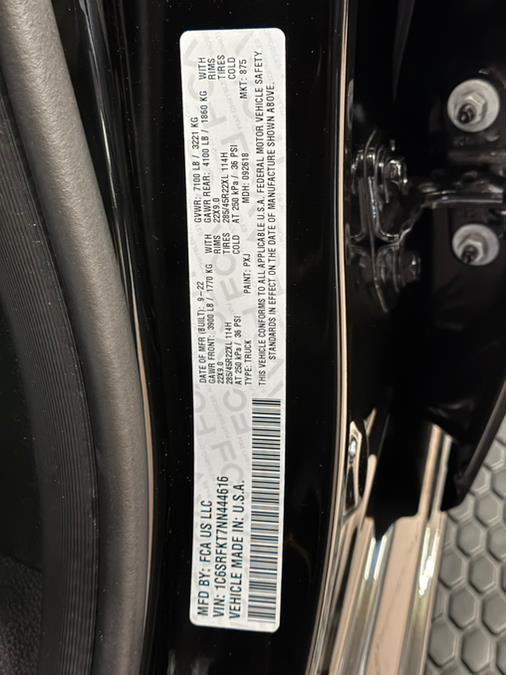 MFD BY: FCA US LLC
VIN: 1C6SRFKT7NN444616
VEHICLE MADE IN: U.S.A.
DATE OF MFR (BUILT): 9-22 GVWR: 7100 LB / 3221 KG
GAWR FRONT: 3900 LB / 1770 KG WITH GAWR REAR: 4100 LB / 1860 KG WITH
22X9.0 RIMS 22X9.0 RIMS
285/45R22XL 114H TIRES 285/45R22XL 114H TIRES
AT 250 kPa / 36 PSI COLD AT 250 kPa / 36 PSI COLD
TYPE: TRUCK PAINT: PXJ MDH: 092618 MKT: 875
THIS VEHICLE CONFORMS TO ALL APPLICABLE U.S.A. FEDERAL MOTOR VEHICLE SAFETY
STANDARDS IN EFFECT ON THE DATE OF MANUFACTURE SHOWN ABOVE.